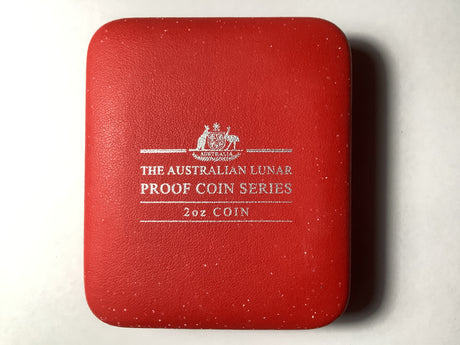 AUSTRALIA
THE AUSTRALIAN LUNAR
PROOF COIN SERIES
2oz COIN